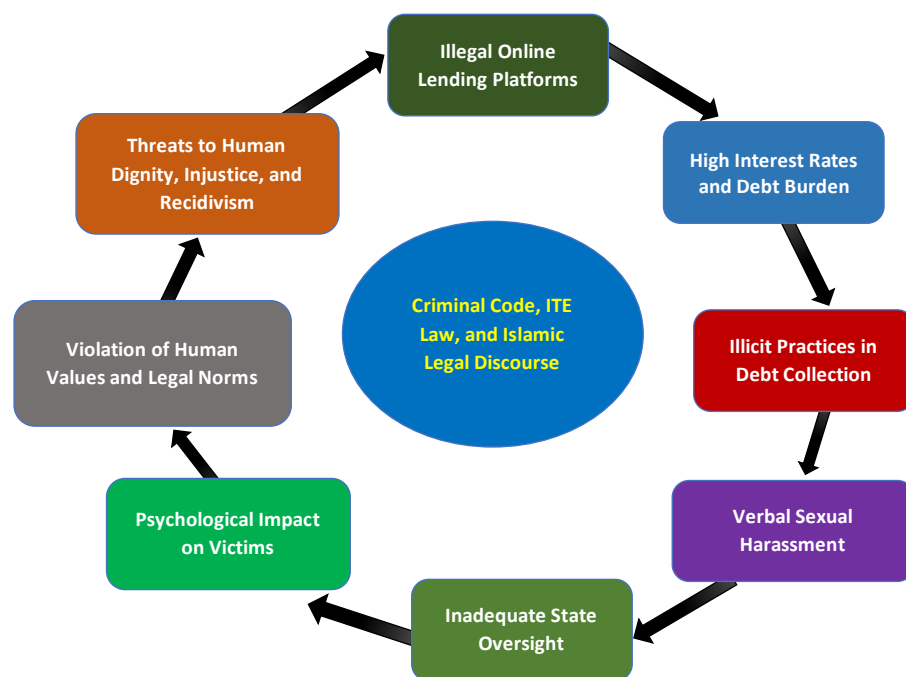 Illegal Online
Lending Platforms
High Interest Rates
and Debt Burden
Illicit Practices in
Debt Collection
Verbal Sexual
Harassment
Inadequate State
Oversight
Psychological Impact
on Victims
Violation of Human
Values and Legal Norms
Threats to Human
Dignity, Injustice, and
Recidivism
Criminal Code, ITE
Law, and Islamic
Legal Discourse